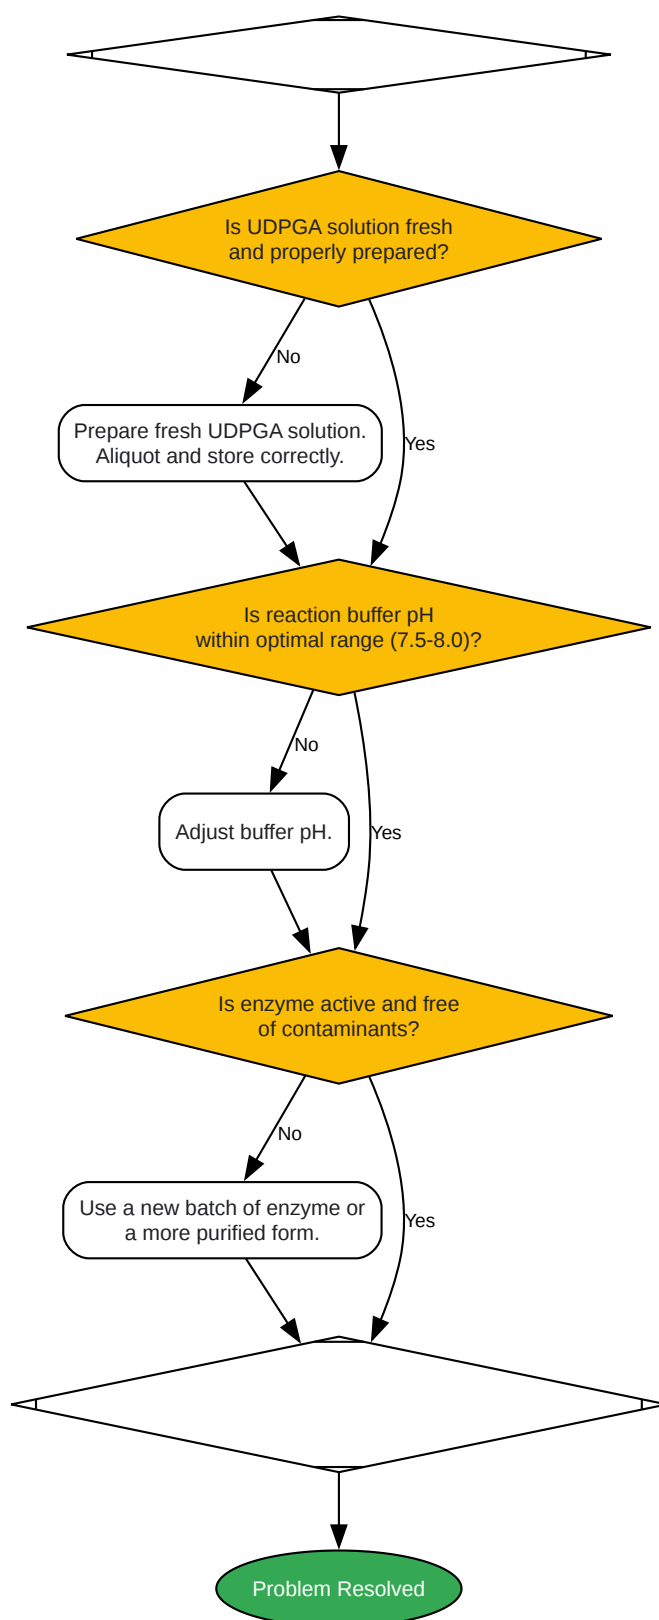 Is UDPGA solution fresh
and properly prepared?
No
Prepare fresh UDPGA solution.
Aliquot and store correctly.
Yes
Is reaction buffer pH
within optimal range (7.5-8.0)?
No
Adjust buffer pH.
Yes
Is enzyme active and free
of contaminants?
No
Use a new batch of enzyme or
a more purified form.
Yes
Problem Resolved